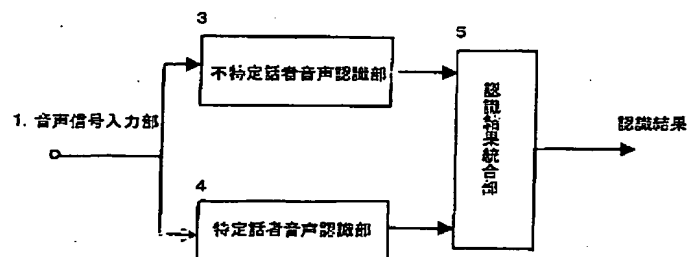 3
不特定話者音声認識部
5
認識結果統合部
1. 音声信号入力部
認識結果
4
特定話者音声認識部